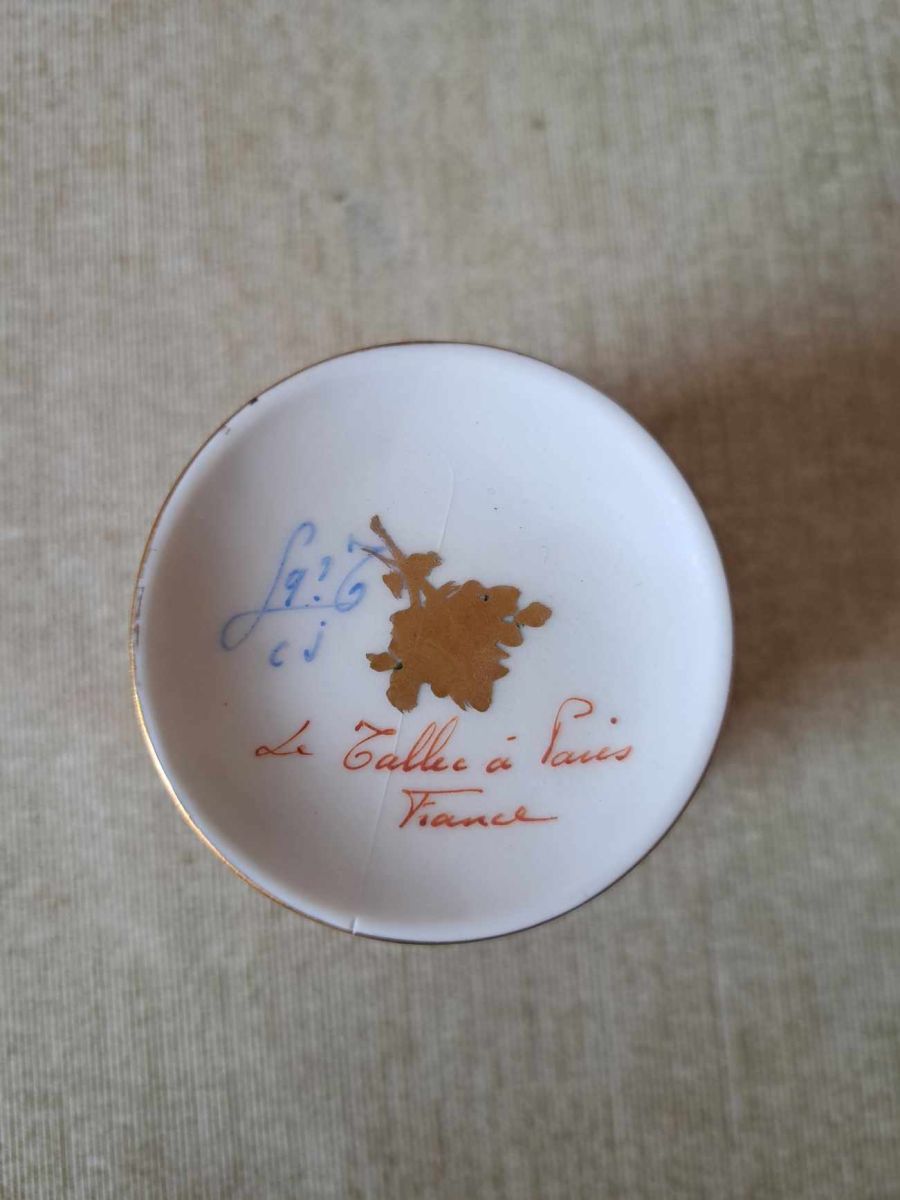 c j
Le Tallec à Paris
France